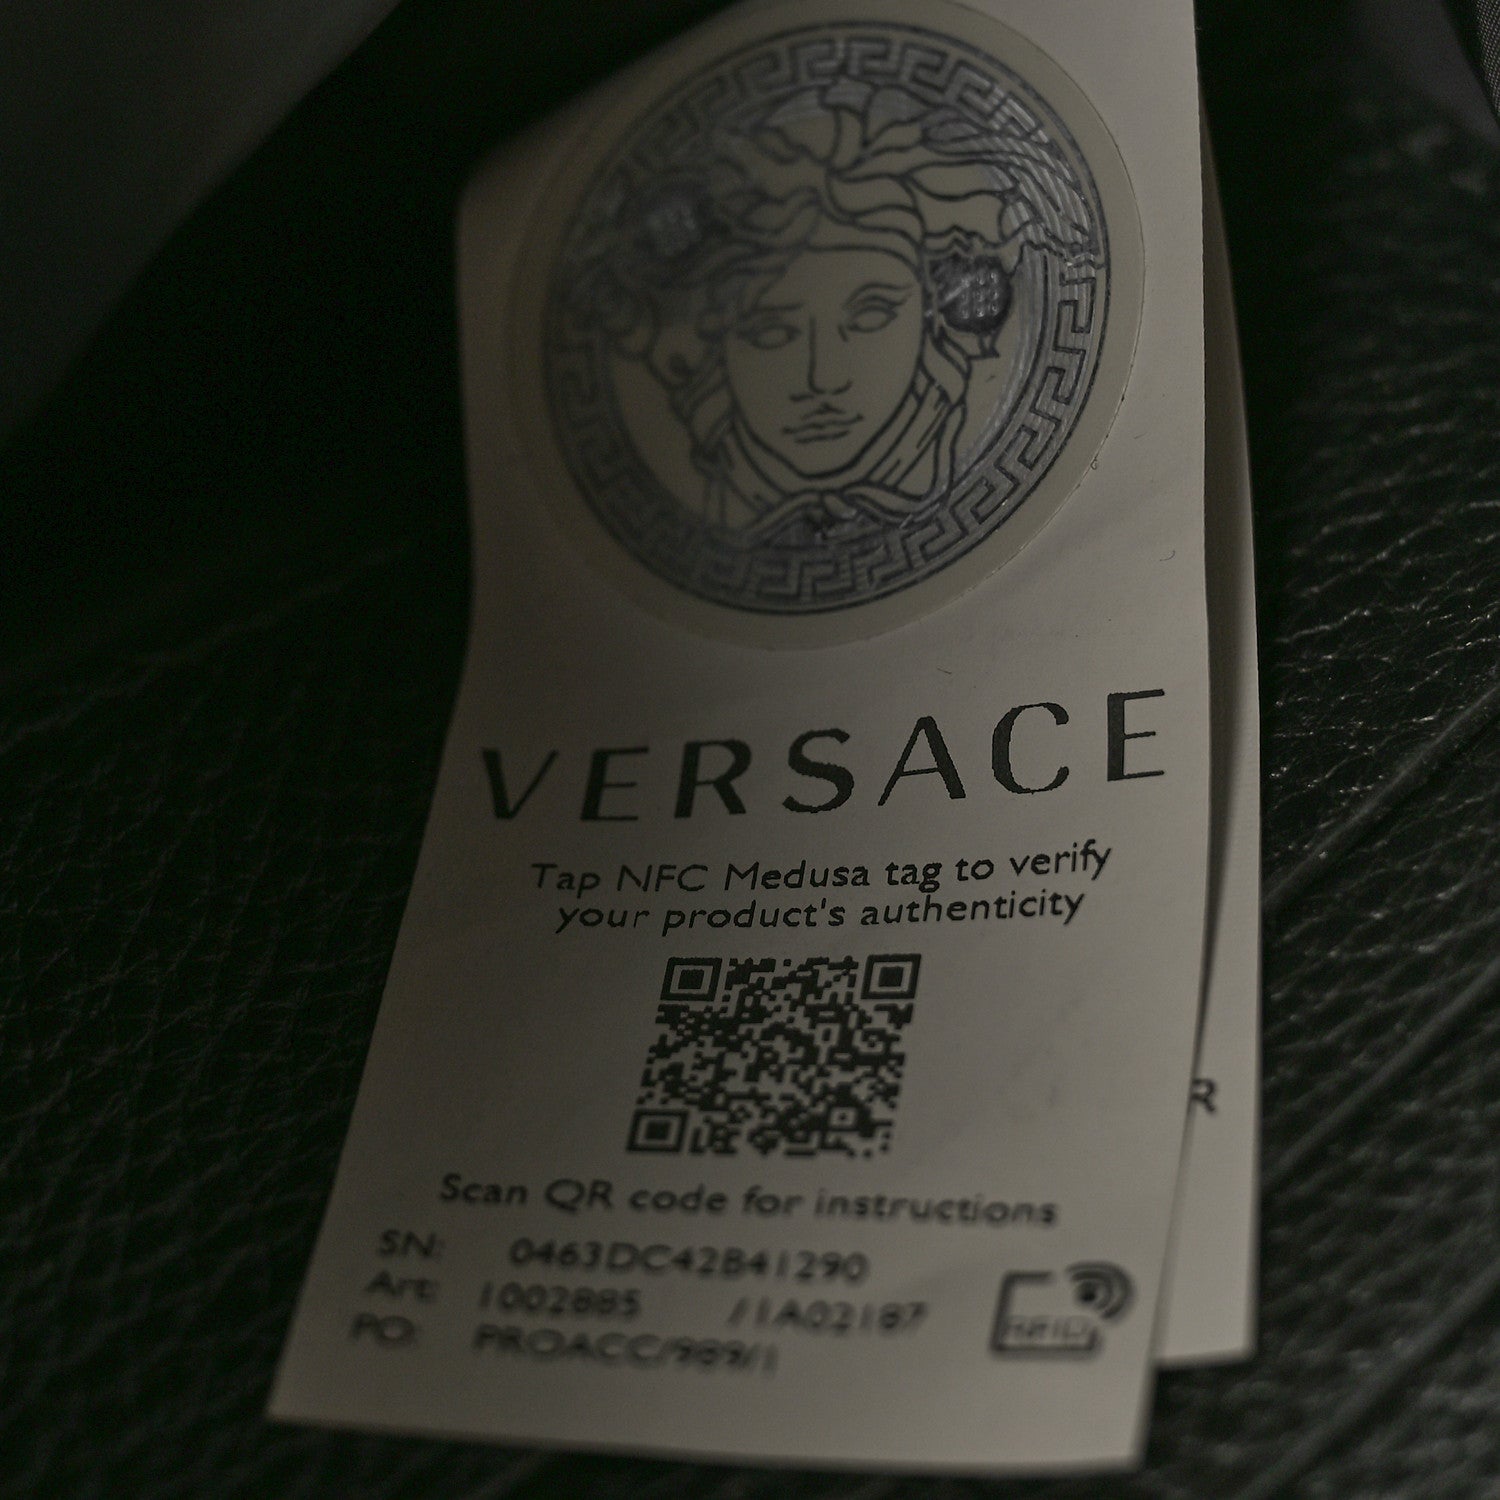 VERSACE
Tap NFC Medusa tag to verify
your product's authenticity
Scan QR code for instructions
SN: 0463DC42B41290
Art: 1002885 /1A02187
PO: PROACC/989/1
RFID
R